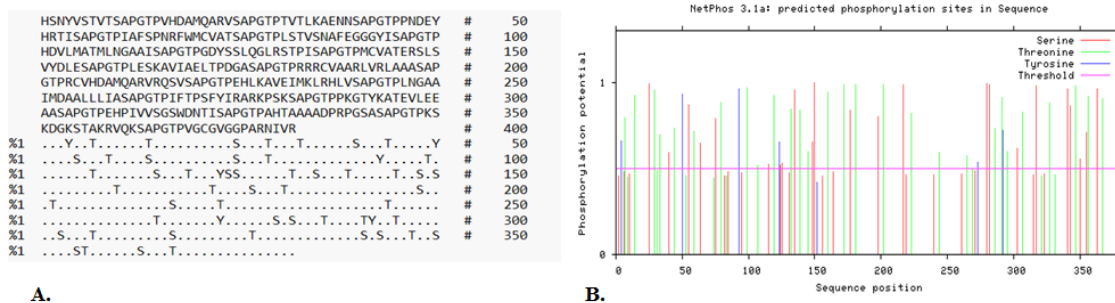 HSNYVSTVTSAPGTPVHDAMQARVSAPGTPTVTLKAENNSAPGTPPNDEY # 50
HRTISAPGTPIAFSPNRFWMCVATSAPGTPLSTVSNAFEGGGYISAPGTP # 100
HDVLMATMLNGAAISAPGTPGDYSSLQGLRSTPISAPGTPMCVATERSLS # 150
VYDLESAPGTPLESKAVIAELTPDGASAPGTPRRRCVAARLVRLAAASAP # 200
GTPRCVHDAMQARVRQSVSAPGTPEHLKAVEIMKLRHLVSAPGTPLNGAA # 250
IMDAALLLIASAPGTPIFTPSFYIRARKPSKSAPGTPPKGTYKATEVLEE # 300
AASAPGTPEHPIVVSGSWDNTISAPGTPAHTAAAADPRPGSASAPGTPKS # 350
KDGKSTAKRVQKSAPGTPVGCGVGGPARNIVR # 400
%1 ...Y..T......T..........S...T...T......S...T.....Y # 50
%1 ....S...T....S..........S...T.............Y.....T. # 100
%1 ......T.......S...T...YSS......T..S...T.....T..S.S # 150
%1 .........T...........T....S...T................S.. # 200
%1 .T..............S.....T.....................T..... # 250
%1 ..............T.......Y......S.S...T....TY..T..... # 300
%1 ..S...T.......S...........T.............S.S...T..S # 350
%1 ....ST......S...T............... # 400
A.
NetPhos 3.1a: predicted phosphorylation sites in Sequence
Serine
Threonine
Tyrosine
Threshold
Phosphorylation potential
1
0
0 50 100 150 200 250 300 350
Sequence position
B.